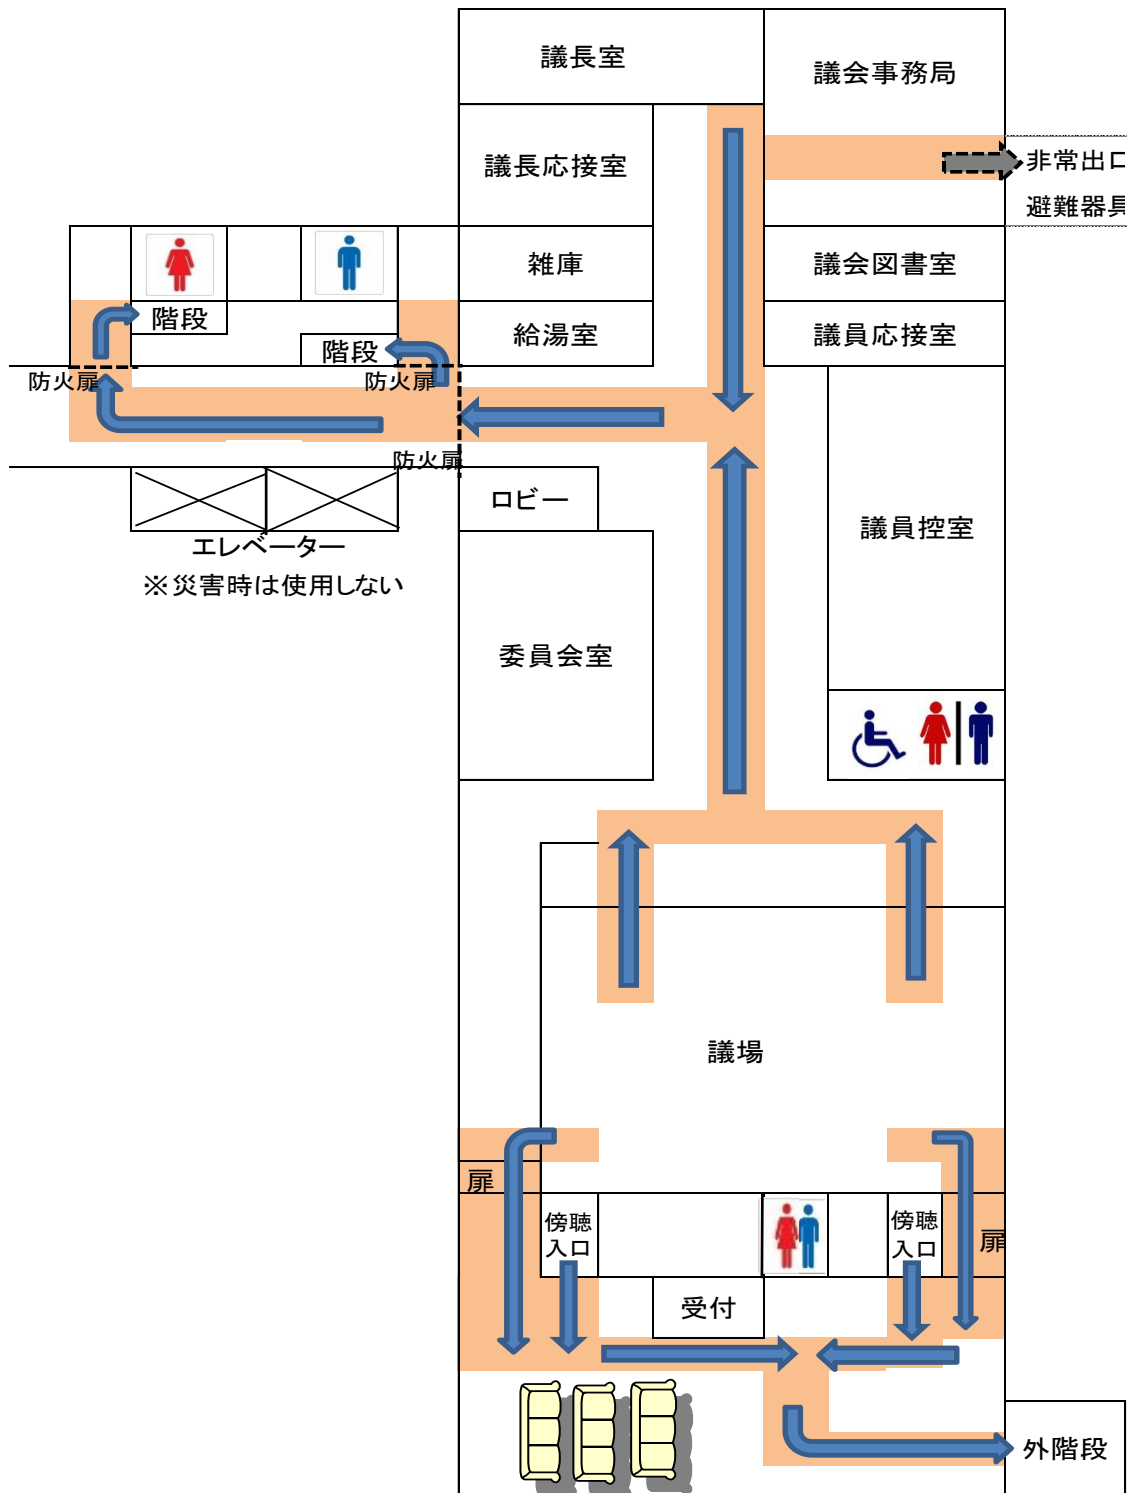 議長室
議会事務局
議長応接室
非常出口
避難器具
雑庫
議会図書室
階段
給湯室
議員応接室
階段
防火扉
防火扉
防火扉
ロビー
議員控室
エレベーター
※災害時は使用しない
委員会室
議場
扉
傍聴
入口
傍聴
入口
扉
受付
外階段